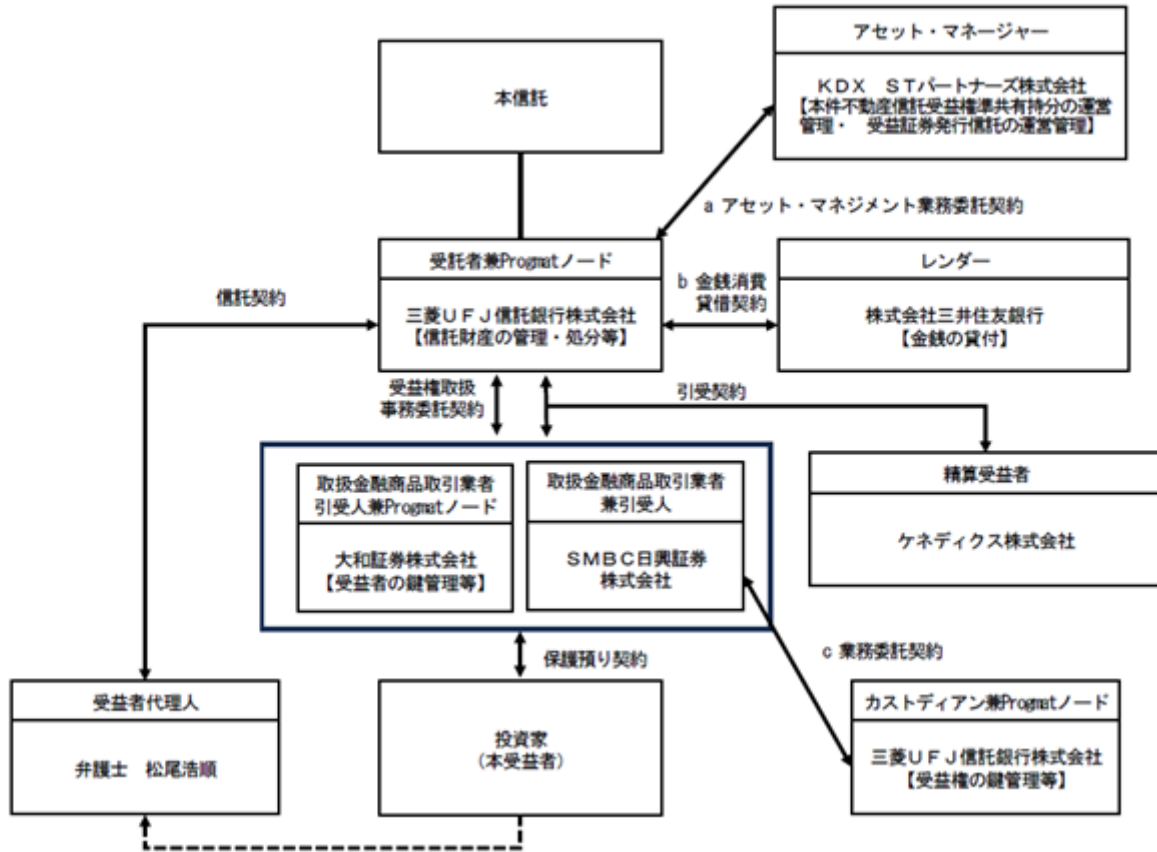 アセット・マネージャー
KDX STパートナーズ株式会社
【本件不動産信託受益権準共有持分の運営
管理・ 受益証券発行信託の運営管理】
本信託
a アセット・マネジメント業務委託契約
受託者兼Progmatノード
三菱UFJ信託銀行株式会社
【信託財産の管理・処分等】
b 金銭消費
貸借契約
レンダー
株式会社三井住友銀行
【金銭の貸付】
信託契約
受益権取扱
事務委託契約
引受契約
取扱金融商品取引業者
引受人兼Progmatノード
大和証券株式会社
【受益者の鍵管理等】
取扱金融商品取引業者
兼引受人
SMBC日興証券
株式会社
精算受益者
ケネディクス株式会社
保護預り契約
c 業務委託契約
受益者代理人
弁護士 松尾浩順
投資家
(本受益者)
カストディアン兼Progmatノード
三菱UFJ信託銀行株式会社
【受益権の鍵管理等】